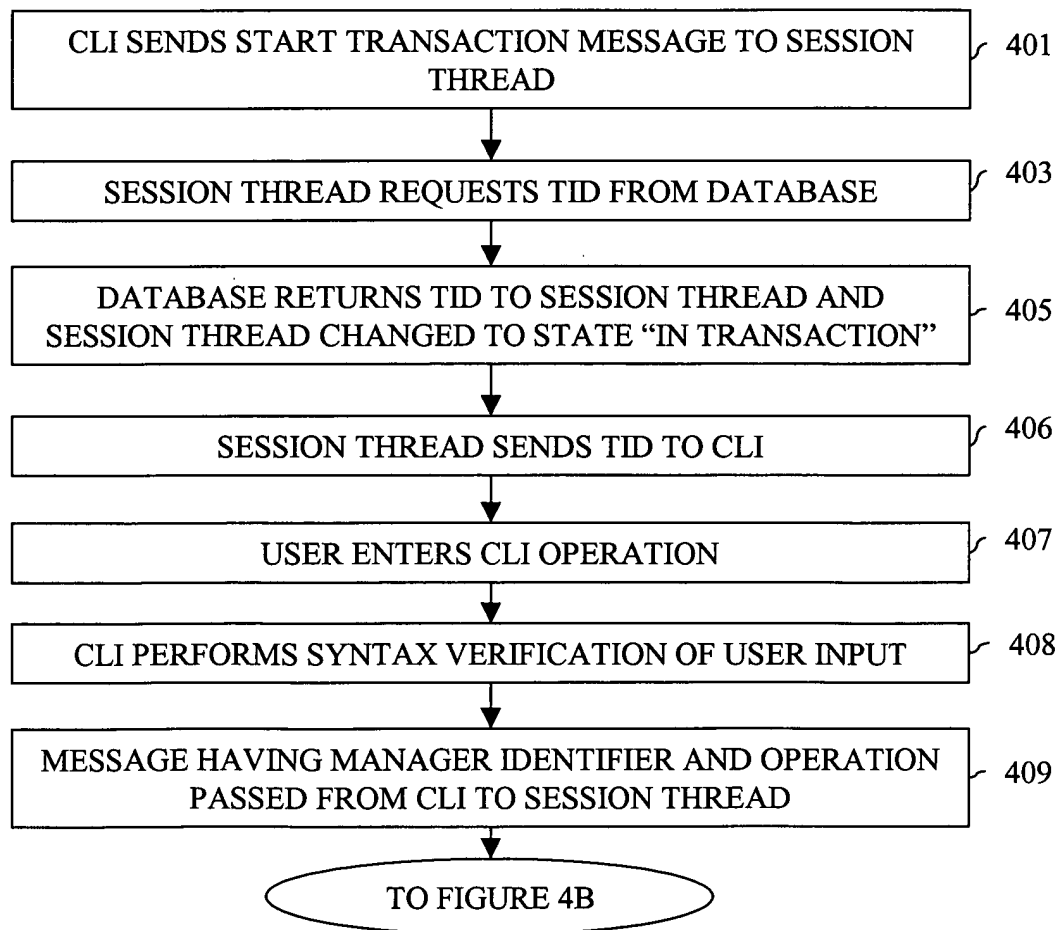 CLI SENDS START TRANSACTION MESSAGE TO SESSION
THREAD
401
SESSION THREAD REQUESTS TID FROM DATABASE
403
DATABASE RETURNS TID TO SESSION THREAD AND
SESSION THREAD CHANGED TO STATE “IN TRANSACTION”
405
SESSION THREAD SENDS TID TO CLI
406
USER ENTERS CLI OPERATION
407
CLI PERFORMS SYNTAX VERIFICATION OF USER INPUT
408
MESSAGE HAVING MANAGER IDENTIFIER AND OPERATION
PASSED FROM CLI TO SESSION THREAD
409
TO FIGURE 4B